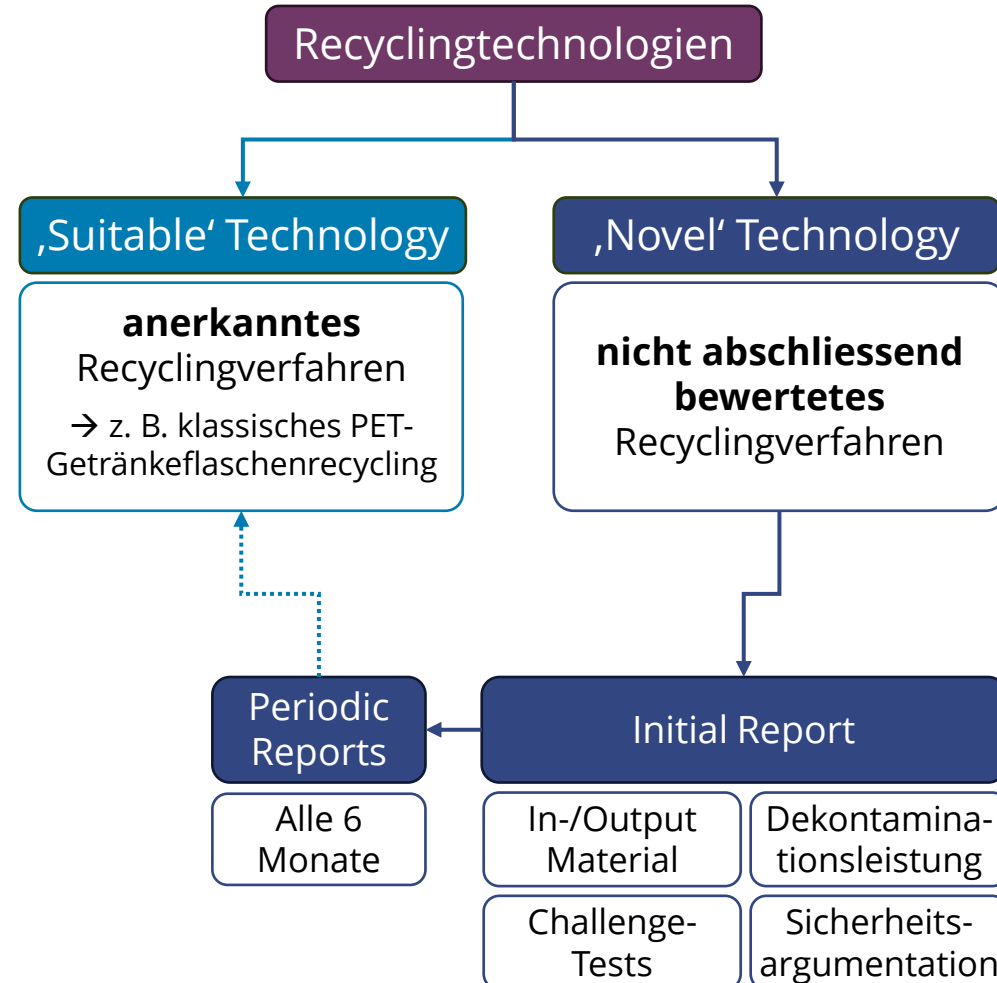 Recyclingtechnologien
‚Suitable‘ Technology
anerkanntes
Recyclingverfahren
→ z. B. klassisches PET-
Getränkeflaschenrecycling
‚Novel‘ Technology
nicht abschliessend
bewertetes
Recyclingverfahren
Periodic
Reports
Alle 6
Monate
Initial Report
In-/Output
Material
Dekontamina-
tionsleistung
Challenge-
Tests
Sicherheits-
argumentation